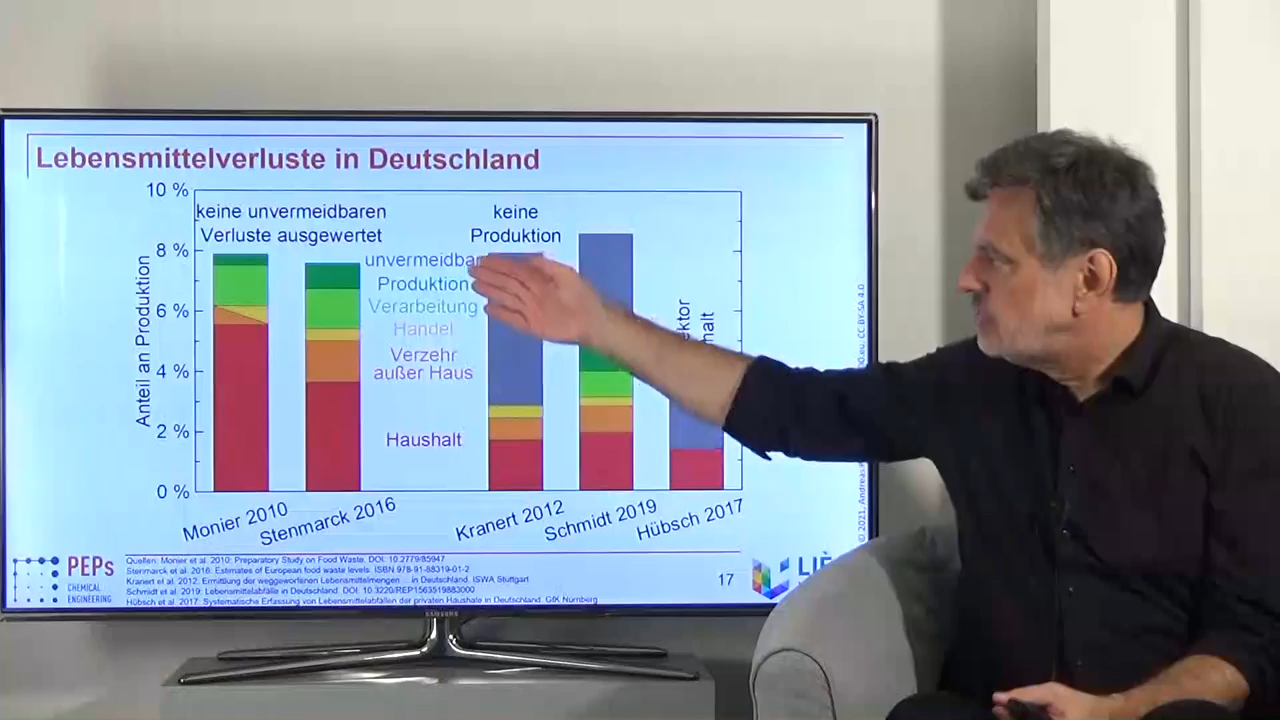 Lebensmittelverluste in Deutschland
10 %
8 %
6 %
4 %
2 %
0 %
Anteil an Produktion
keine unvermeidbaren
Verluste ausgewertet
keine
Produktion
unvermeidba
Produktion
Verarbeitung
Handel
Verzehr
außer Haus
Haushalt
Monier 2010
Stenmarck 2016
Kranert 2012
Schmidt 2019
Hübsch 2017
PEPs
CHEMICAL
ENGINEERING
Quellen: Monier et al. 2010: Preparatory Study on Food Waste. DOI: 10.2779/85947
Stenmarck et al. 2016: Estimates of European food waste levels. ISBN 978-91-88319-01-2
Kranert et al. 2012: Ermittlung der weggeworfenen Lebensmittelmengen ... in Deutschland. ISWA Stuttgart
Schmidt et al. 2019: Lebensmittelabfälle in Deutschland. DOI: 10.3220/REP1563519883000
Hübsch et al. 2017: Systematische Erfassung von Lebensmittelabfällen der privaten Haushalte in Deutschland. GfK Nürnberg
17
LIÈ
© 2021, Andreas
.eu, CC BY-SA 4.0
SAMSUNG